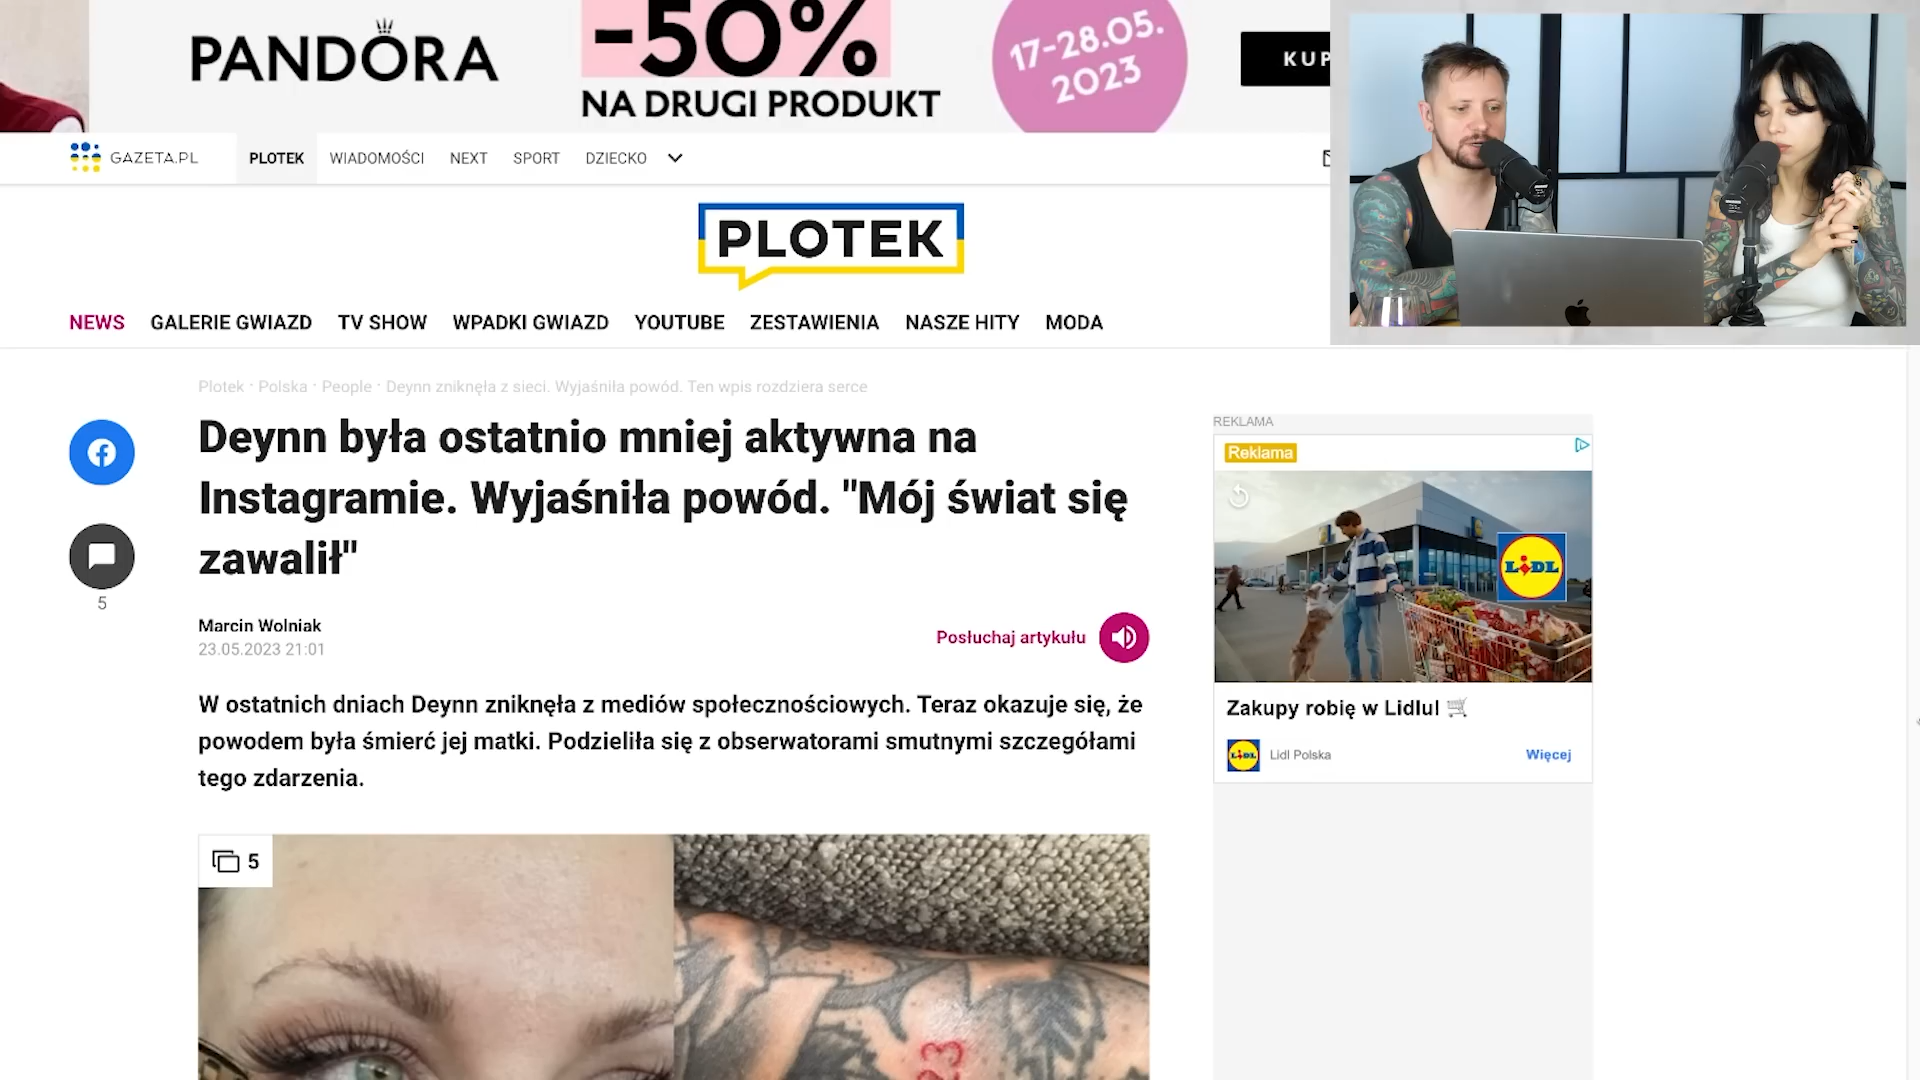 PANDORA
-50%
NA DRUGI PRODUKT
17-28.05.
2023
KUP
GAZETA.PL
PLOTEK
WIADOMOŚCI
NEXT
SPORT
DZIECKO
PLOTEK
NEWS
GALERIE GWIAZD
TV SHOW
WPADKI GWIAZD
YOUTUBE
ZESTAWIENIA
NASZE HITY
MODA
Plotek · Polska · People · Deynn zniknęła z sieci. Wyjaśniła powód. Ten wpis rozdziera serce
Deynn była ostatnio mniej aktywna na
Instagramie. Wyjaśniła powód. "Mój świat się
zawalił"
5
Marcin Wolniak
23.05.2023 21:01
Posłuchaj artykułu
W ostatnich dniach Deynn zniknęła z mediów społecznościowych. Teraz okazuje się, że
powodem była śmierć jej matki. Podzieliła się z obserwatorami smutnymi szczegółami
tego zdarzenia.
5
23
REKLAMA
Reklama
LIDL
Zakupy robię w Lidlu!
LIDL
Lidl Polska
Więcej